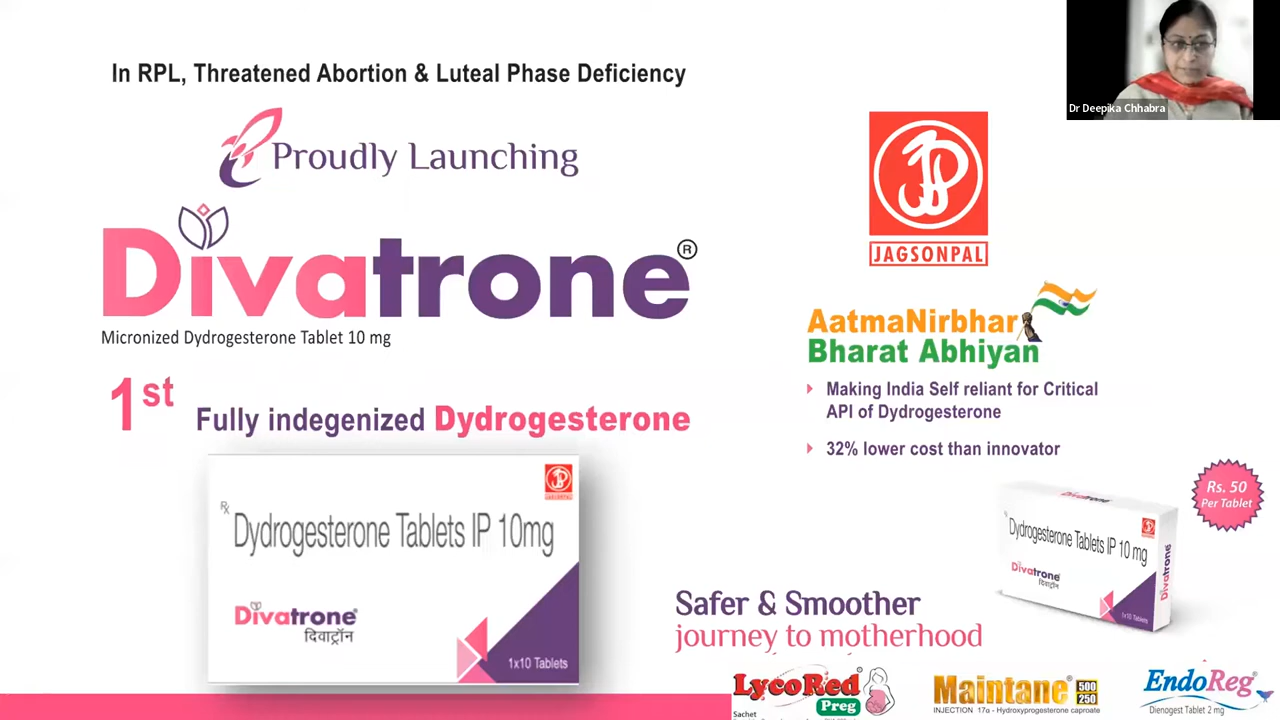 In RPL, Threatened Abortion & Luteal Phase Deficiency
Proudly Launching
Divatrone®
Micronized Dydrogesterone Tablet 10 mg
1st Fully indegenized Dydrogesterone
Rx
Dydrogesterone Tablets IP 10mg
Divatrone®
दिवाट्रॉन
1x10 Tablets
Dr Deepika Chhabra
JAGSONPAL
AatmaNirbhar
Bharat Abhiyan
Making India Self reliant for Critical
API of Dydrogesterone
32% lower cost than innovator
Rs. 50
Per Tablet
Divatrone
Dydrogesterone Tablets IP 10 mg
Divatrone
दिवाट्रॉन
Divatrone
1x10 Tablets
Safer & Smoother
journey to motherhood
LycoRed®
Preg
Sachet
Maintane® 500 250
INJECTION 17α - Hydroxyprogesterone caproate
EndoReg®
Dienogest Tablet 2 mg